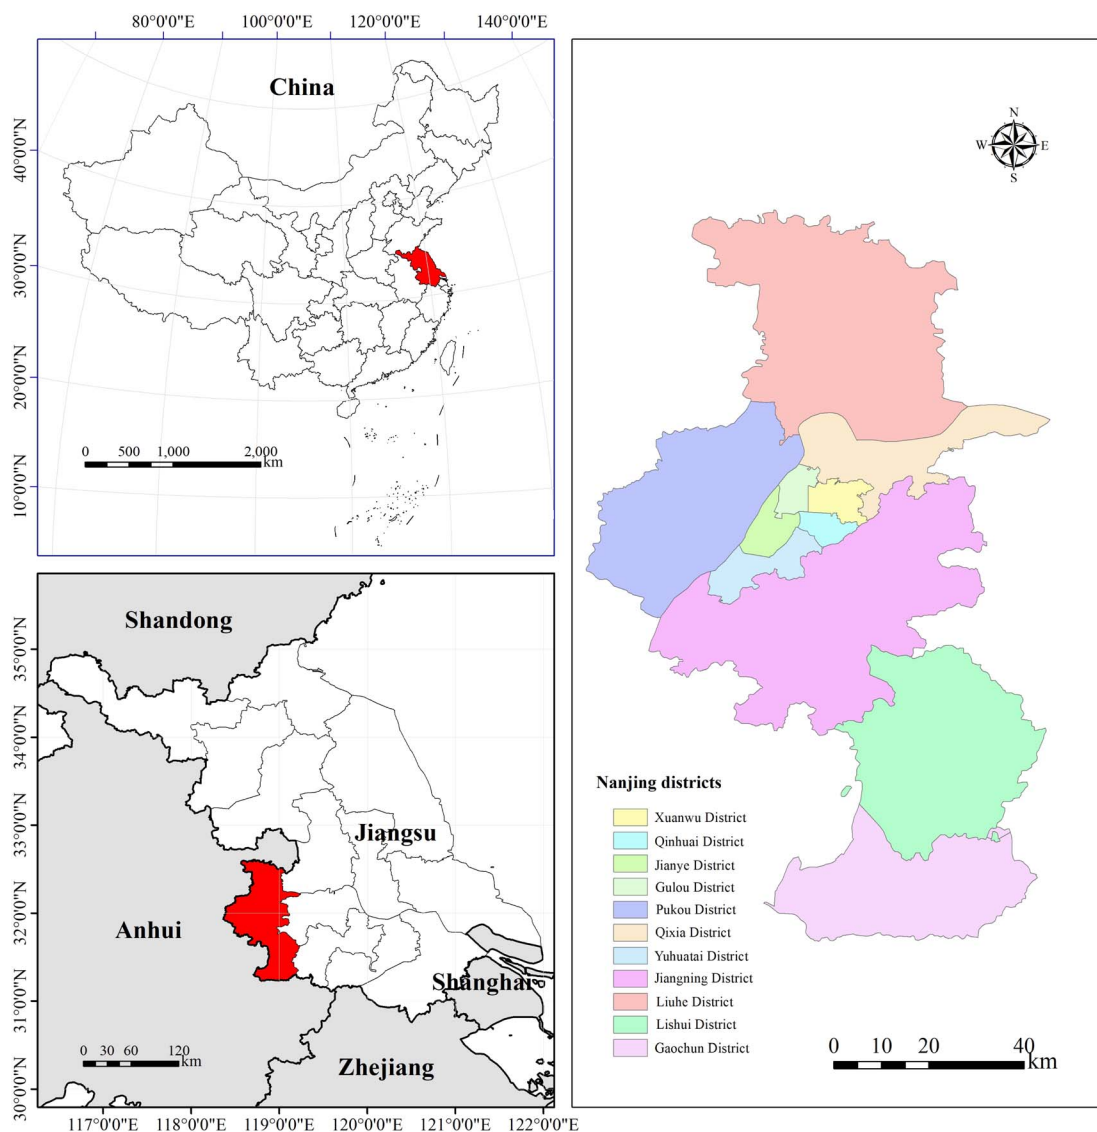 80°0'0"E 100°0'0"E 120°0'0"E 140°0'0"E
China
40°0'0"N
30°0'0"N
20°0'0"N
10°0'0"N
0 500 1,000 2,000
km
Shandong
Jiangsu
Anhui
Shanghai
Zhejiang
35°0'0"N
34°0'0"N
33°0'0"N
32°0'0"N
31°0'0"N
30°0'0"N
0 30 60 120
km
117°0'0"E 118°0'0"E 119°0'0"E 120°0'0"E 121°0'0"E 122°0'0"E
N
W E
S
Nanjing districts
Xuanwu District
Qinhuai District
Jianye District
Gulou District
Pukou District
Qixia District
Yuhuatai District
Jiangning District
Liuhe District
Lishui District
Gaochun District
0 10 20 40
km